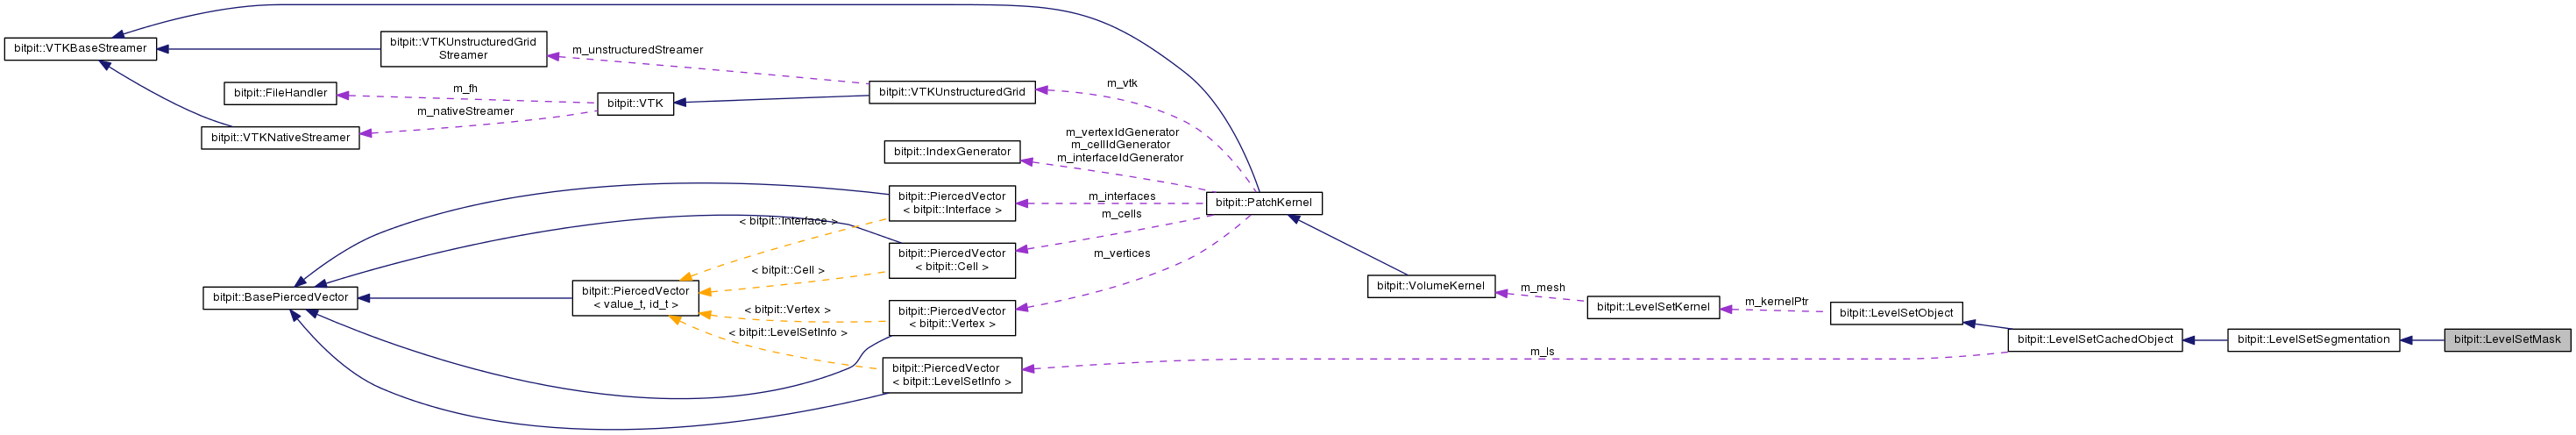 bitpit::VTKBaseStreamer
bitpit::VTKUnstructuredGrid
Streamer
m_unstructuredStreamer
bitpit::FileHandler
m_fh
bitpit::VTK
bitpit::VTKUnstructuredGrid
m_vtk
m_nativeStreamer
bitpit::VTKNativeStreamer
bitpit::IndexGenerator
m_vertexIdGenerator
m_cellIdGenerator
m_interfaceIdGenerator
bitpit::PiercedVector
< bitpit::Interface >
m_interfaces
bitpit::PatchKernel
< bitpit::Interface >
m_cells
bitpit::PiercedVector
< bitpit::Cell >
< bitpit::Cell >
m_vertices
bitpit::BasePiercedVector
bitpit::PiercedVector
< value_t, id_t >
< bitpit::Vertex >
bitpit::PiercedVector
< bitpit::Vertex >
< bitpit::LevelSetInfo >
bitpit::PiercedVector
< bitpit::LevelSetInfo >
bitpit::VolumeKernel
m_mesh
bitpit::LevelSetKernel
m_kernelPtr
bitpit::LevelSetObject
m_ls
bitpit::LevelSetCachedObject
bitpit::LevelSetSegmentation
bitpit::LevelSetMask